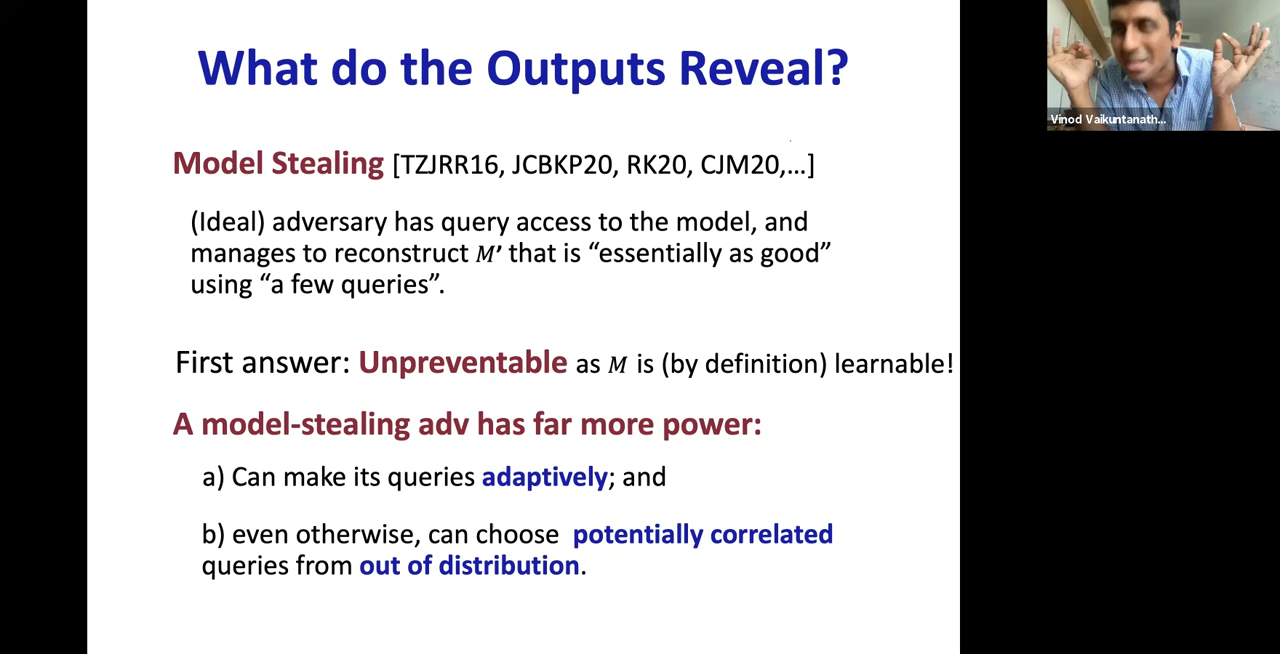 What do the Outputs Reveal?
Vinod Vaikuntanath...
Model Stealing [TZJRR16, JCBKP20, RK20, CJM20,...]
(Ideal) adversary has query access to the model, and
manages to reconstruct M' that is “essentially as good”
using “a few queries”.
First answer: Unpreventable as M is (by definition) learnable!
A model-stealing adv has far more power:
a) Can make its queries adaptively; and
b) even otherwise, can choose potentially correlated
queries from out of distribution.